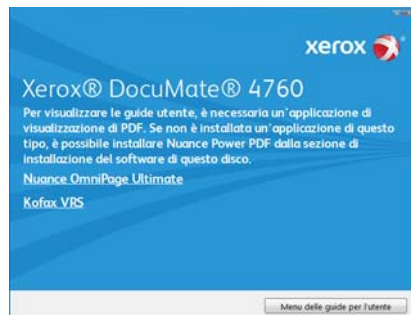 xerox
Xerox® DocuMate® 4760
Per visualizzare le guide utente, è necessaria un'applicazione di
visualizzazione di PDF. Se non è installata un'applicazione di questo
tipo, è possibile installare Nuance Power PDF dalla sezione di
installazione del software di questo disco.
Nuance OmniPage Ultimate
Kofax VRS
Menu delle guide per l'utente